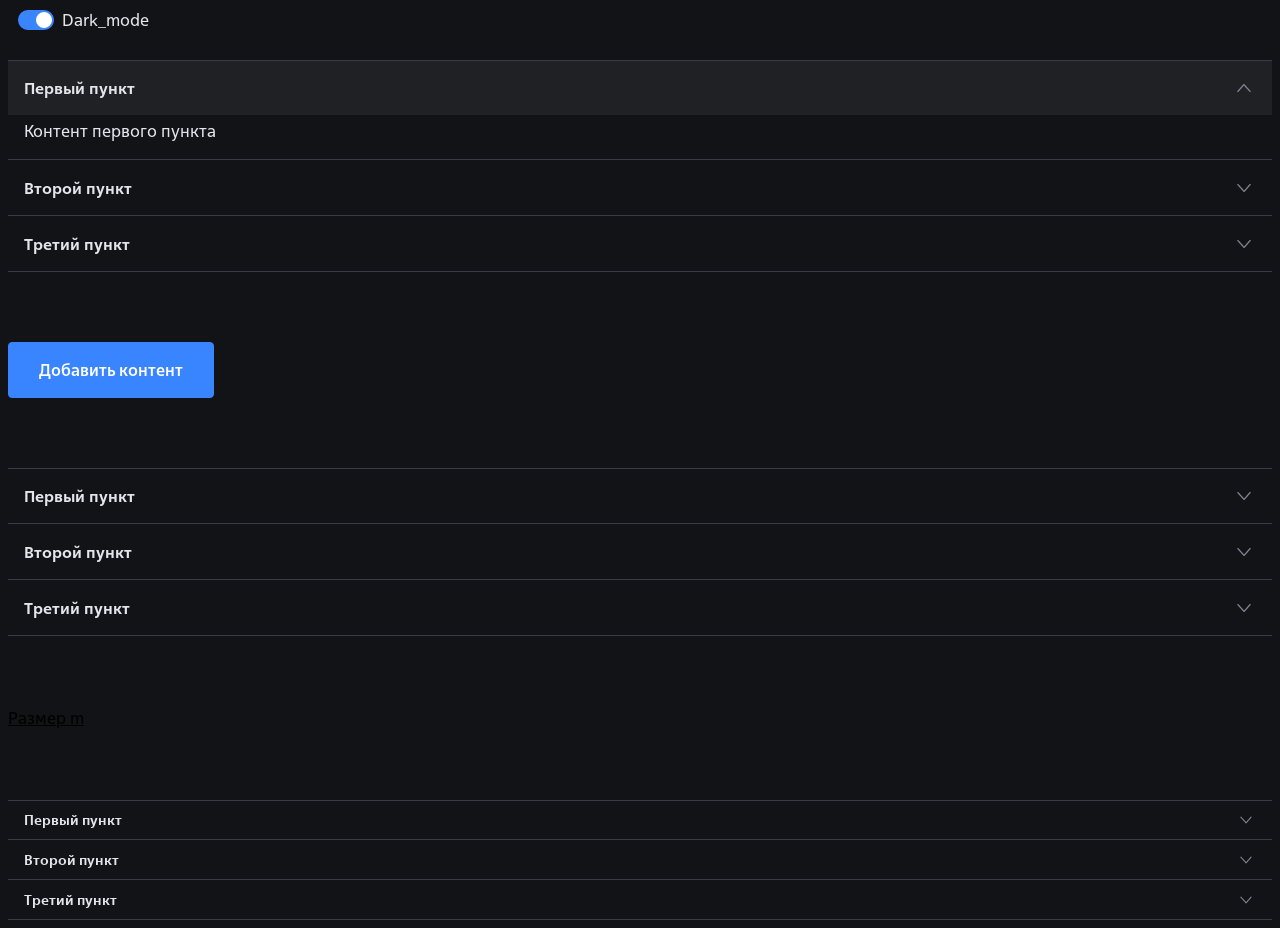 Dark_mode
Первый пункт
Контент первого пункта
Второй пункт
Третий пункт
Добавить контент
Первый пункт
Второй пункт
Третий пункт
Размер m
Первый пункт
Второй пункт
Третий пункт